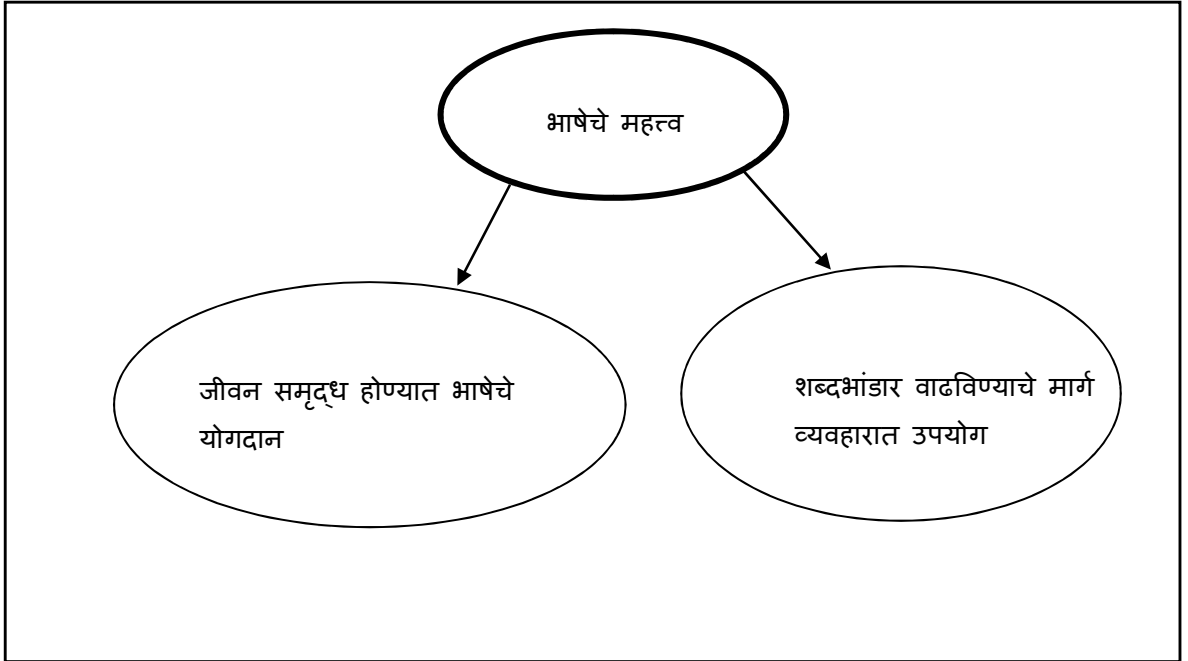 भाषेचे महत्त्व
जीवन समृद्ध होण्यात भाषेचे
योगदान
शब्दभांडार वाढविण्याचे मार्ग
व्यवहारात उपयोग